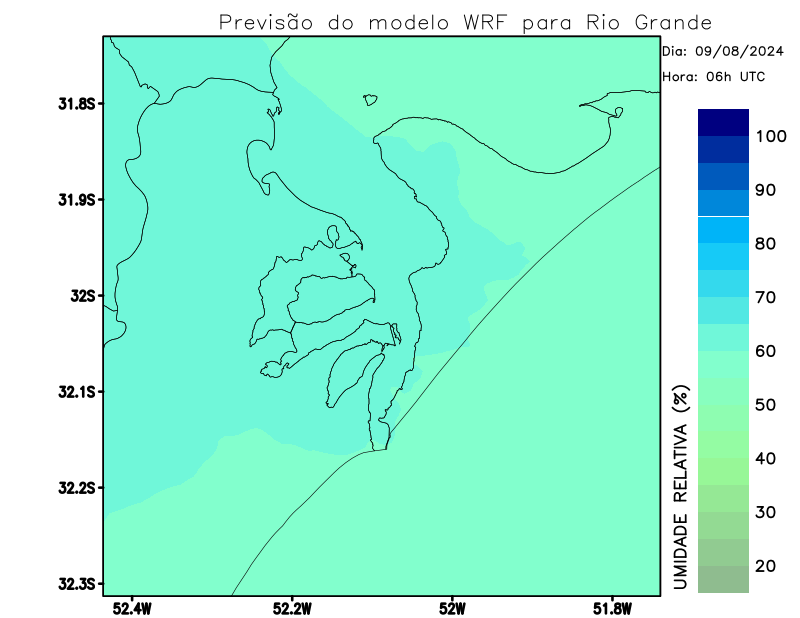 Previsão do modelo WRF para Rio Grande
Dia: 09/08/2024
Hora: 06h UTC
31.8S
31.9S
32S
32.1S
32.2S
32.3S
52.4W
52.2W
52W
51.8W
100
90
80
70
60
50
40
30
20
UMIDADE RELATIVA (%)